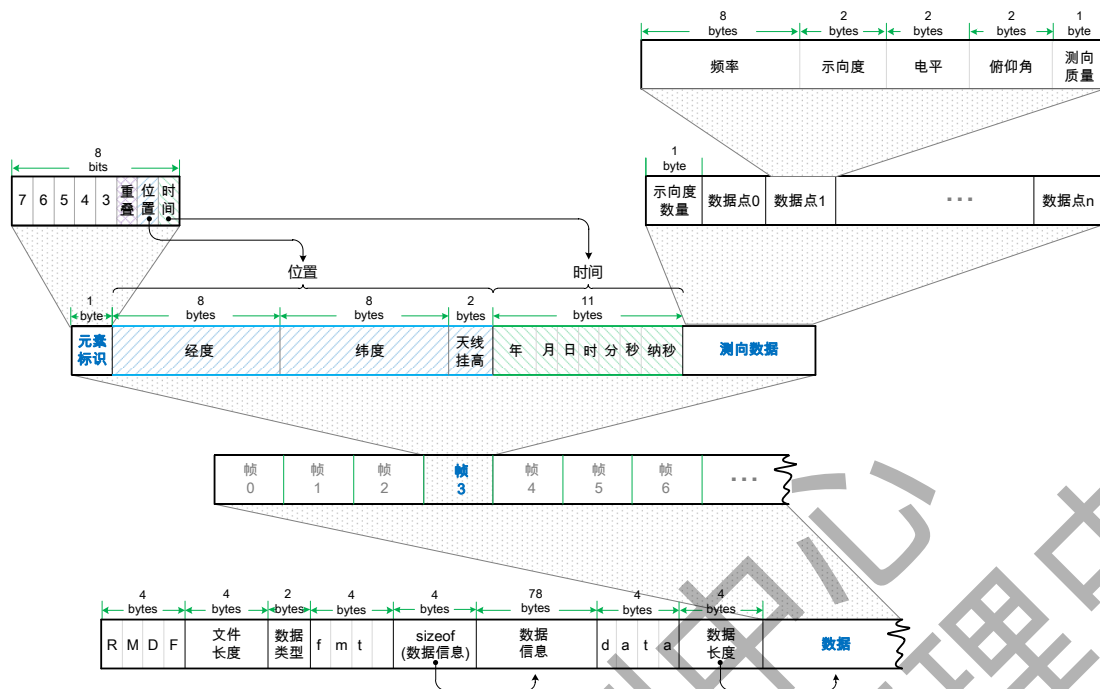 8 2 2 2 1
bytes bytes bytes bytes byte
频率 示向度 电平 俯仰角 测向质量
8
bits
1
byte
7 6 5 4 3 重叠 位置 时间
示向度数量 数据点0 数据点1 ··· 数据点n
位置 时间
1 8 8 2 11
byte bytes bytes bytes bytes
元素标识 经度 纬度 天线挂高 年 月 日 时 分 秒 纳秒 测向数据
帧 帧 帧 帧 帧 帧 帧
0 1 2 3 4 5 6 ···
4 4 2 4 4 78 4 4
bytes bytes bytes bytes bytes bytes bytes bytes
R M D F 文件长度 数据类型 f m t sizeof(数据信息) 数据信息 d a t a 数据长度 数据
中心
理中